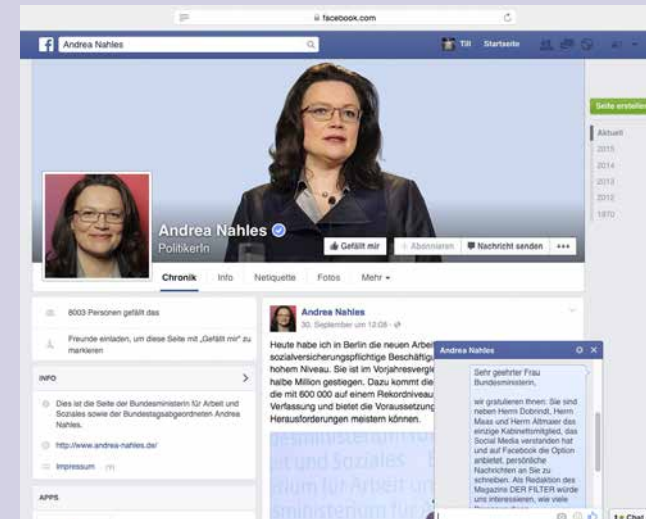 facebook.com
Andrea Nahles
Till Startseite
Seite erstellen
Aktuell
2015
2014
2013
2012
1970
Andrea Nahles
PolitikerIn
Gefällt mir
Abonnieren
Nachricht senden
Chronik Info Netiquette Fotos Mehr
8003 Personen gefällt das
Freunde einladen, um diese Seite mit „Gefällt mir“ zu
markieren
INFO
Dies ist die Seite der Bundesministerin für Arbeit und
Soziales sowie der Bundestagsabgeordneten Andrea
Nahles.
http://www.andrea-nahles.de/
Impressum
APPS
Andrea Nahles
30. September um 12:08
Heute habe ich in Berlin die neuen Arbei
sozialversicherungspflichtige Beschäftigu
hohem Niveau. Sie ist im Vorjahresvergle
halbe Million gestiegen. Dazu kommt die
die mit 600 000 auf einem Rekordniveau
Verfassung und bietet die Voraussetzung
Herausforderungen meistern können.
Andrea Nahles
Sehr geehrter Frau
Bundesministerin,
wir gratulieren Ihnen: Sie sind
neben Herrn Dobrindt, Herrn
Maas und Herrn Altmaier das
einzige Kabinettsmitglied, das
Social Media verstanden hat
und auf Facebook die Option
anbietet, persönliche
Nachrichten an Sie zu
schreiben. Als Redaktion des
Magazins DER FILTER würde
uns interessieren, wie viele
Chat